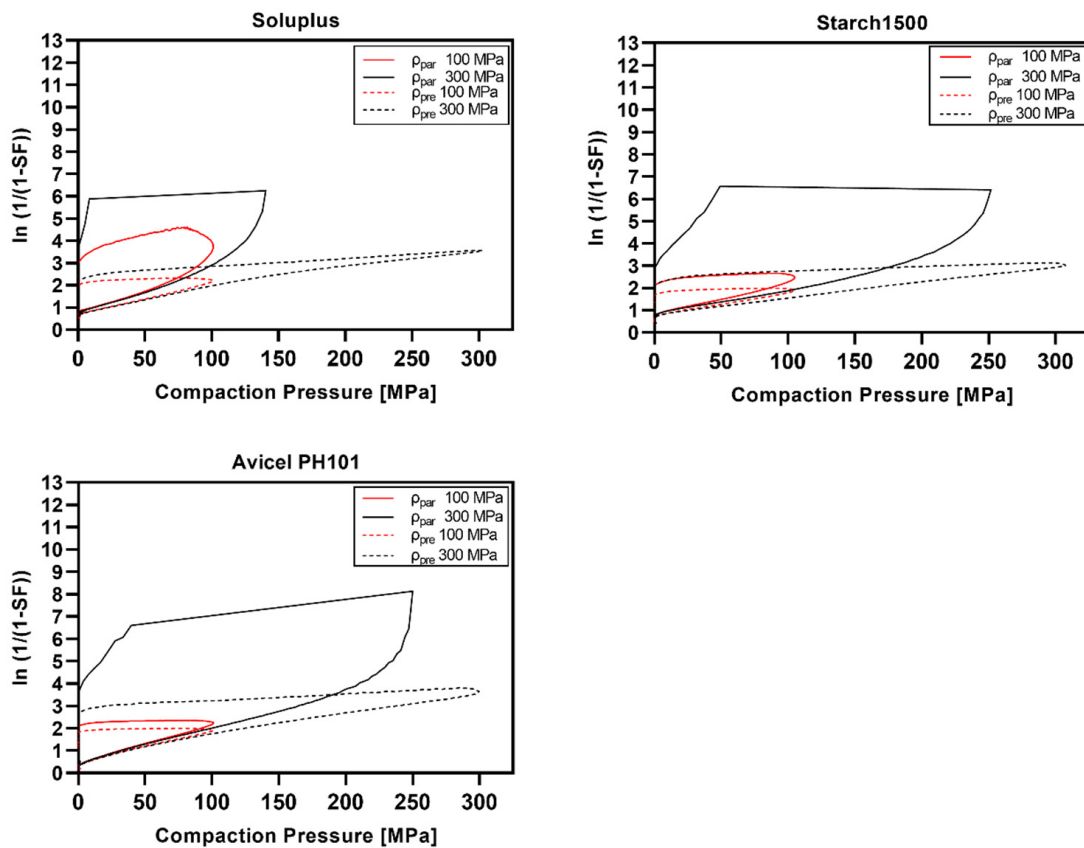 Soluplus
13
12
11
10
9
8
7
6
5
4
3
2
1
0
ln (1/(1-SF))
ρpar 100 MPa
ρpar 300 MPa
ρpre 100 MPa
ρpre 300 MPa
0 50 100 150 200 250 300
Compaction Pressure [MPa]
Starch1500
13
12
11
10
9
8
7
6
5
4
3
2
1
0
ln (1/(1-SF))
ρpar 100 MPa
ρpar 300 MPa
ρpre 100 MPa
ρpre 300 MPa
0 50 100 150 200 250 300
Compaction Pressure [MPa]
Avicel PH101
13
12
11
10
9
8
7
6
5
4
3
2
1
0
ln (1/(1-SF))
ρpar 100 MPa
ρpar 300 MPa
ρpre 100 MPa
ρpre 300 MPa
0 50 100 150 200 250 300
Compaction Pressure [MPa]